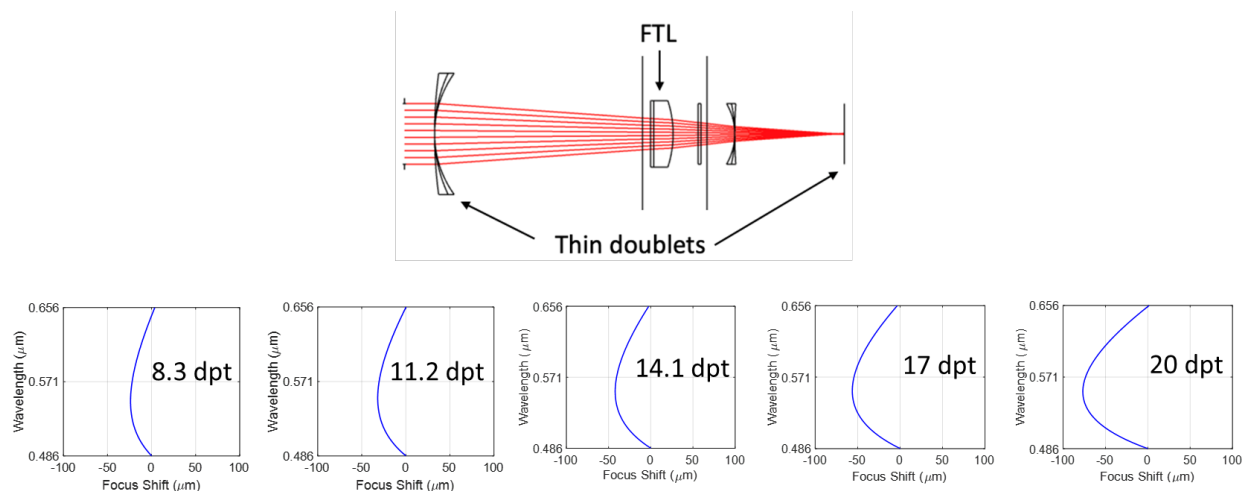 FTL
Thin doublets
0.656
0.571
0.486
Wavelength (μm)
8.3 dpt
-100
-50
0
50
100
Focus Shift (μm)
0.656
0.571
0.486
Wavelength (μm)
11.2 dpt
-100
-50
0
50
100
Focus Shift (μm)
0.656
0.571
0.486
Wavelength (μm)
14.1 dpt
-100
-50
0
50
100
Focus Shift (μm)
0.656
0.571
0.486
Wavelength (μm)
17 dpt
-100
-50
0
50
100
Focus Shift (μm)
0.656
0.571
0.486
Wavelength (μm)
20 dpt
-100
-50
0
50
100
Focus Shift (μm)